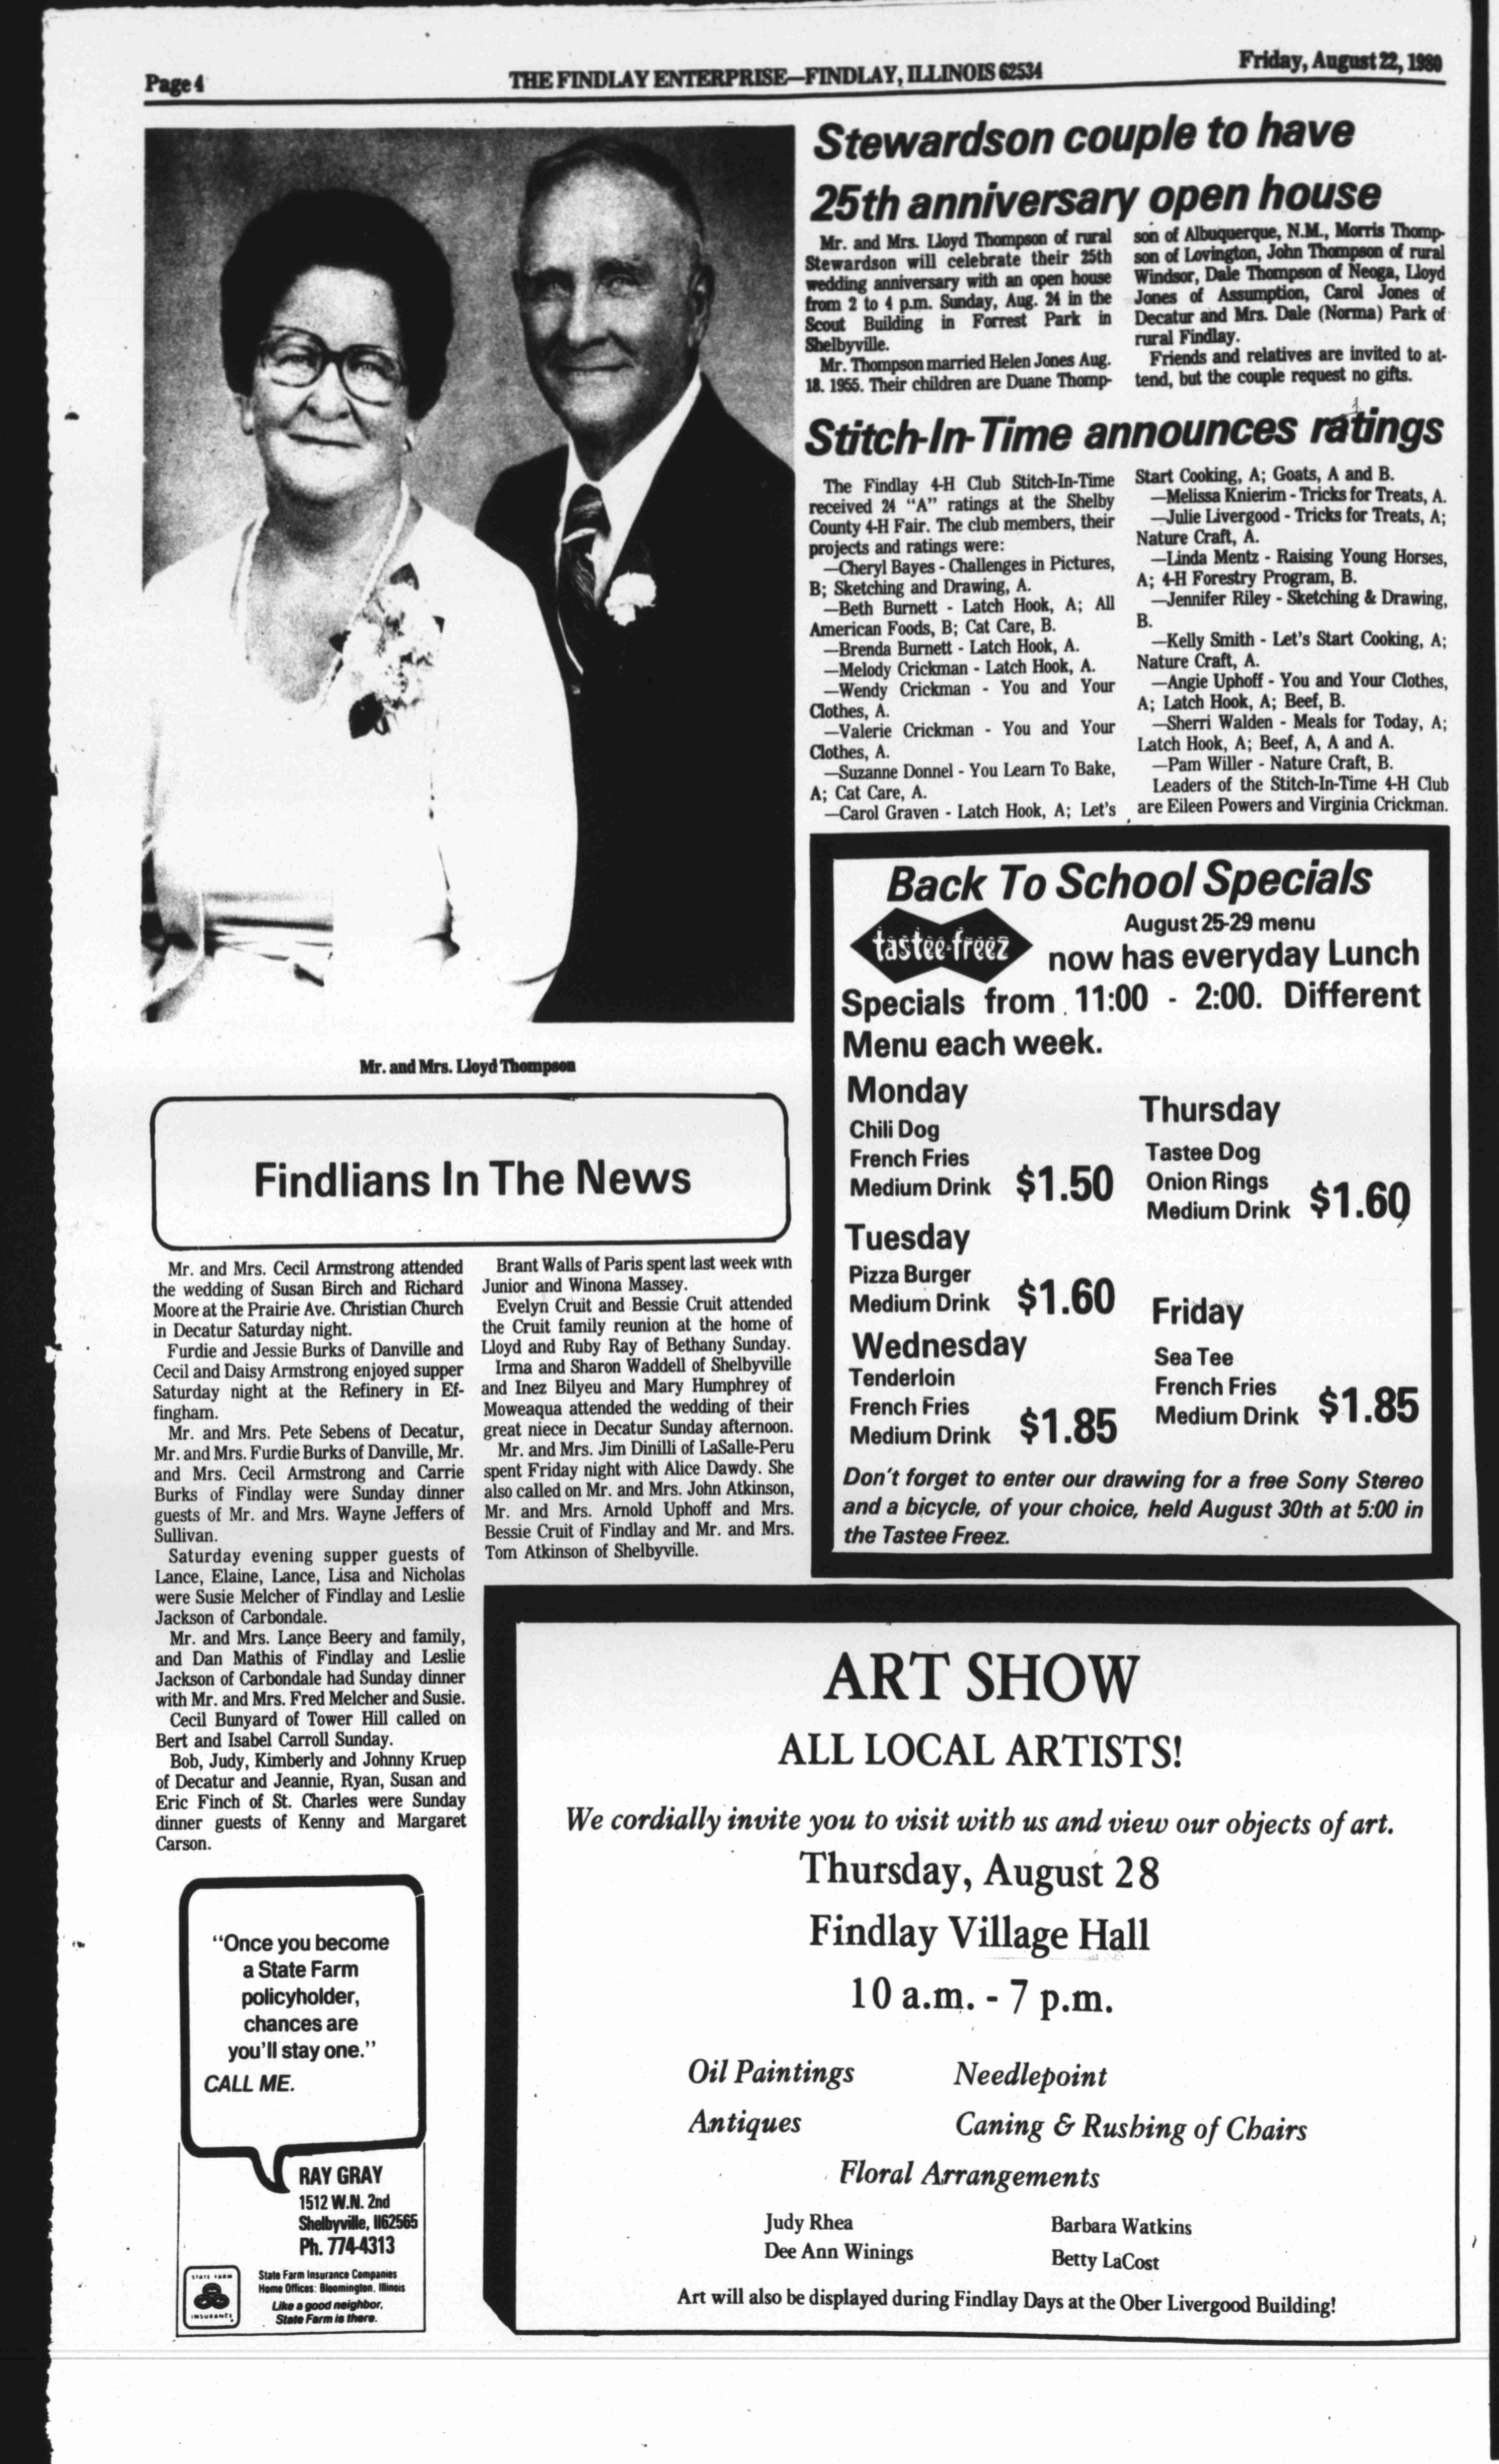 Page 4
THE FINDLAY ENTERPRISE—FINDLAY, ILLINOIS 62534
Friday, August 22, 1980
Stewardson couple to have
25th anniversary open house
Mr. and Mrs. Lloyd Thompson of rural
Stewardson will celebrate their 25th
wedding anniversary with an open house
from 2 to 4 p.m. Sunday, Aug. 24 in the
Scout Building in Forrest Park in
Shelbyville.
Mr. Thompson married Helen Jones Aug.
18. 1955. Their children are Duane Thomp-
son of Albuquerque, N.M., Morris Thomp-
son of Lovington, John Thompson of rural
Windsor, Dale Thompson of Neoga, Lloyd
Jones of Assumption, Carol Jones of
Decatur and Mrs. Dale (Norma) Park of
rural Findlay.
Friends and relatives are invited to at-
tend, but the couple request no gifts.
Stitch-In-Time announces ratings
The Findlay 4-H Club Stitch-In-Time
received 24 "A" ratings at the Shelby
County 4-H Fair. The club members, their
projects and ratings were:
—Cheryl Bayes - Challenges in Pictures,
B; Sketching and Drawing, A.
—Beth Burnett - Latch Hook, A; All
American Foods, B; Cat Care, B.
—Brenda Burnett - Latch Hook, A.
—Melody Crickman - Latch Hook, A.
—Wendy Crickman - You and Your
Clothes, A.
—Valerie Crickman - You and Your
Clothes, A.
—Suzanne Donnel - You Learn To Bake,
A; Cat Care, A.
—Carol Graven - Latch Hook, A; Let's
Start Cooking, A; Goats, A and B.
—Melissa Knierim - Tricks for Treats, A.
—Julie Livergood - Tricks for Treats, A;
Nature Craft, A.
—Linda Mentz - Raising Young Horses,
A; 4-H Forestry Program, B.
—Jennifer Riley - Sketching & Drawing,
B.
—Kelly Smith - Let's Start Cooking, A;
Nature Craft, A.
—Angie Uphoff - You and Your Clothes,
A; Latch Hook, A; Beef, B.
—Sherri Walden - Meals for Today, A;
Latch Hook, A; Beef, A, A and A.
—Pam Willer - Nature Craft, B.
Leaders of the Stitch-In-Time 4-H Club
are Eileen Powers and Virginia Crickman.
Mr. and Mrs. Lloyd Thompson
Findlians In The News
Mr. and Mrs. Cecil Armstrong attended
the wedding of Susan Birch and Richard
Moore at the Prairie Ave. Christian Church
in Decatur Saturday night.
Furdie and Jessie Burks of Danville and
Cecil and Daisy Armstrong enjoyed supper
Saturday night at the Refinery in Ef-
fingham.
Mr. and Mrs. Pete Sebens of Decatur,
Mr. and Mrs. Furdie Burks of Danville, Mr.
and Mrs. Cecil Armstrong and Carrie
Burks of Findlay were Sunday dinner
guests of Mr. and Mrs. Wayne Jeffers of
Sullivan.
Saturday evening supper guests of
Lance, Elaine, Lance, Lisa and Nicholas
were Susie Melcher of Findlay and Leslie
Jackson of Carbondale.
Mr. and Mrs. Lance Beery and family,
and Dan Mathis of Findlay and Leslie
Jackson of Carbondale had Sunday dinner
with Mr. and Mrs. Fred Melcher and Susie.
Cecil Bunyard of Tower Hill called on
Bert and Isabel Carroll Sunday.
Bob, Judy, Kimberly and Johnny Kruep
of Decatur and Jeannie, Ryan, Susan and
Eric Finch of St. Charles were Sunday
dinner guests of Kenny and Margaret
Carson.
Brant Walls of Paris spent last week with
Junior and Winona Massey.
Evelyn Cruit and Bessie Cruit attended
the Cruit family reunion at the home of
Lloyd and Ruby Ray of Bethany Sunday.
Irma and Sharon Waddell of Shelbyville
and Inez Bilyeu and Mary Humphrey of
Moweaqua attended the wedding of their
great niece in Decatur Sunday afternoon.
Mr. and Mrs. Jim Dinilli of LaSalle-Peru
spent Friday night with Alice Dawdy. She
also called on Mr. and Mrs. John Atkinson,
Mr. and Mrs. Arnold Uphoff and Mrs.
Bessie Cruit of Findlay and Mr. and Mrs.
Tom Atkinson of Shelbyville.
Back To School Specials
tastee-freez
August 25-29 menu
now has everyday Lunch
Specials from 11:00 - 2:00. Different
Menu each week.
Monday
Chili Dog
French Fries
Medium Drink $1.50
Tuesday
Pizza Burger
Medium Drink $1.60
Wednesday
Tenderloin
French Fries
Medium Drink $1.85
Thursday
Tastee Dog
Onion Rings
Medium Drink $1.60
Friday
Sea Tee
French Fries
Medium Drink $1.85
Don't forget to enter our drawing for a free Sony Stereo
and a bicycle, of your choice, held August 30th at 5:00 in
the Tastee Freez.
"Once you become
a State Farm
policyholder,
chances are
you'll stay one."
CALL ME.
RAY GRAY
1512 W.N. 2nd
Shelbyville, Il62565
Ph. 774-4313
STATE FARM
INSURANCE
State Farm Insurance Companies
Home Offices: Bloomington, Illinois
Like a good neighbor,
State Farm is there.
ART SHOW
ALL LOCAL ARTISTS!
We cordially invite you to visit with us and view our objects of art.
Thursday, August 28
Findlay Village Hall
10 a.m. - 7 p.m.
Oil Paintings Needlepoint
Antiques Caning & Rushing of Chairs
Floral Arrangements
Judy Rhea Barbara Watkins
Dee Ann Winings Betty LaCost
Art will also be displayed during Findlay Days at the Ober Livergood Building!